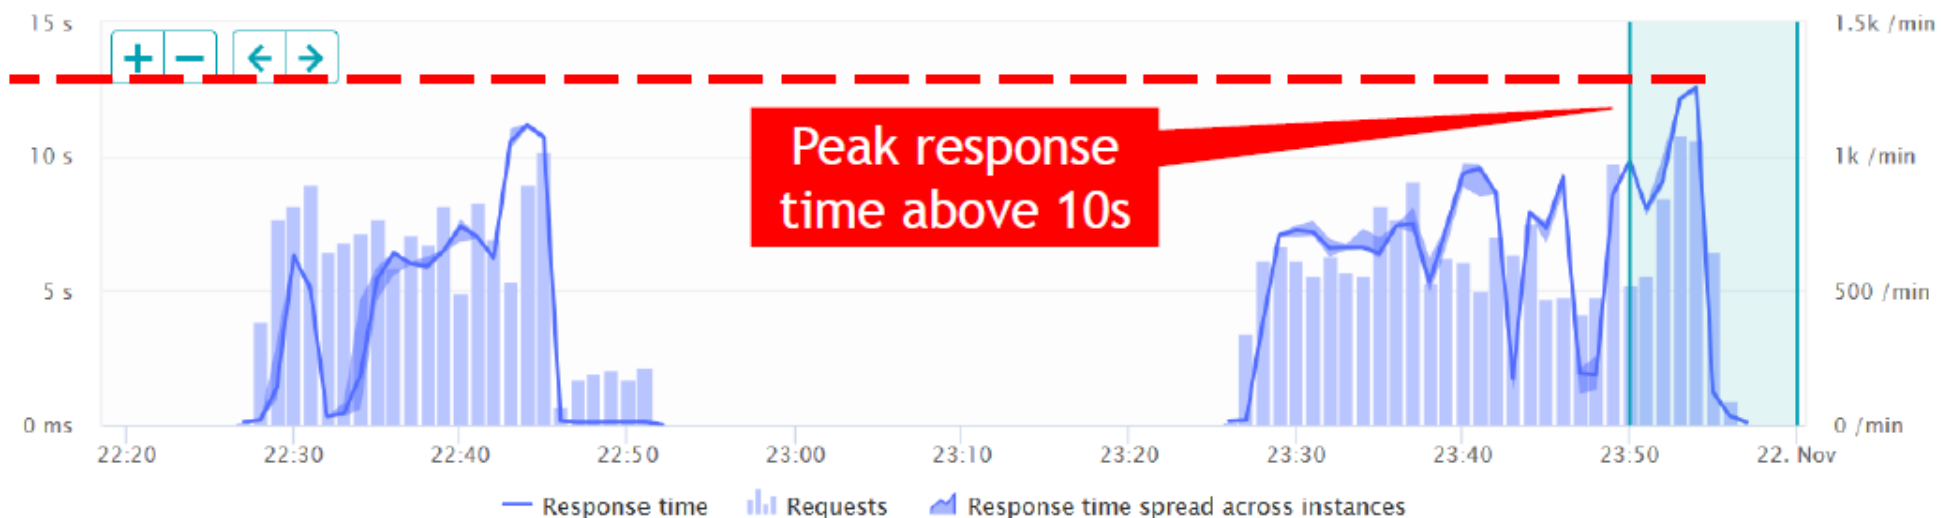 15 s
1.5k /min
Peak response
time above 10s
10 s
1k /min
5 s
500 /min
0 ms
0 /min
22:20 22:30 22:40 22:50 23:00 23:10 23:20 23:30 23:40 23:50 22. Nov
Response time Requests Response time spread across instances